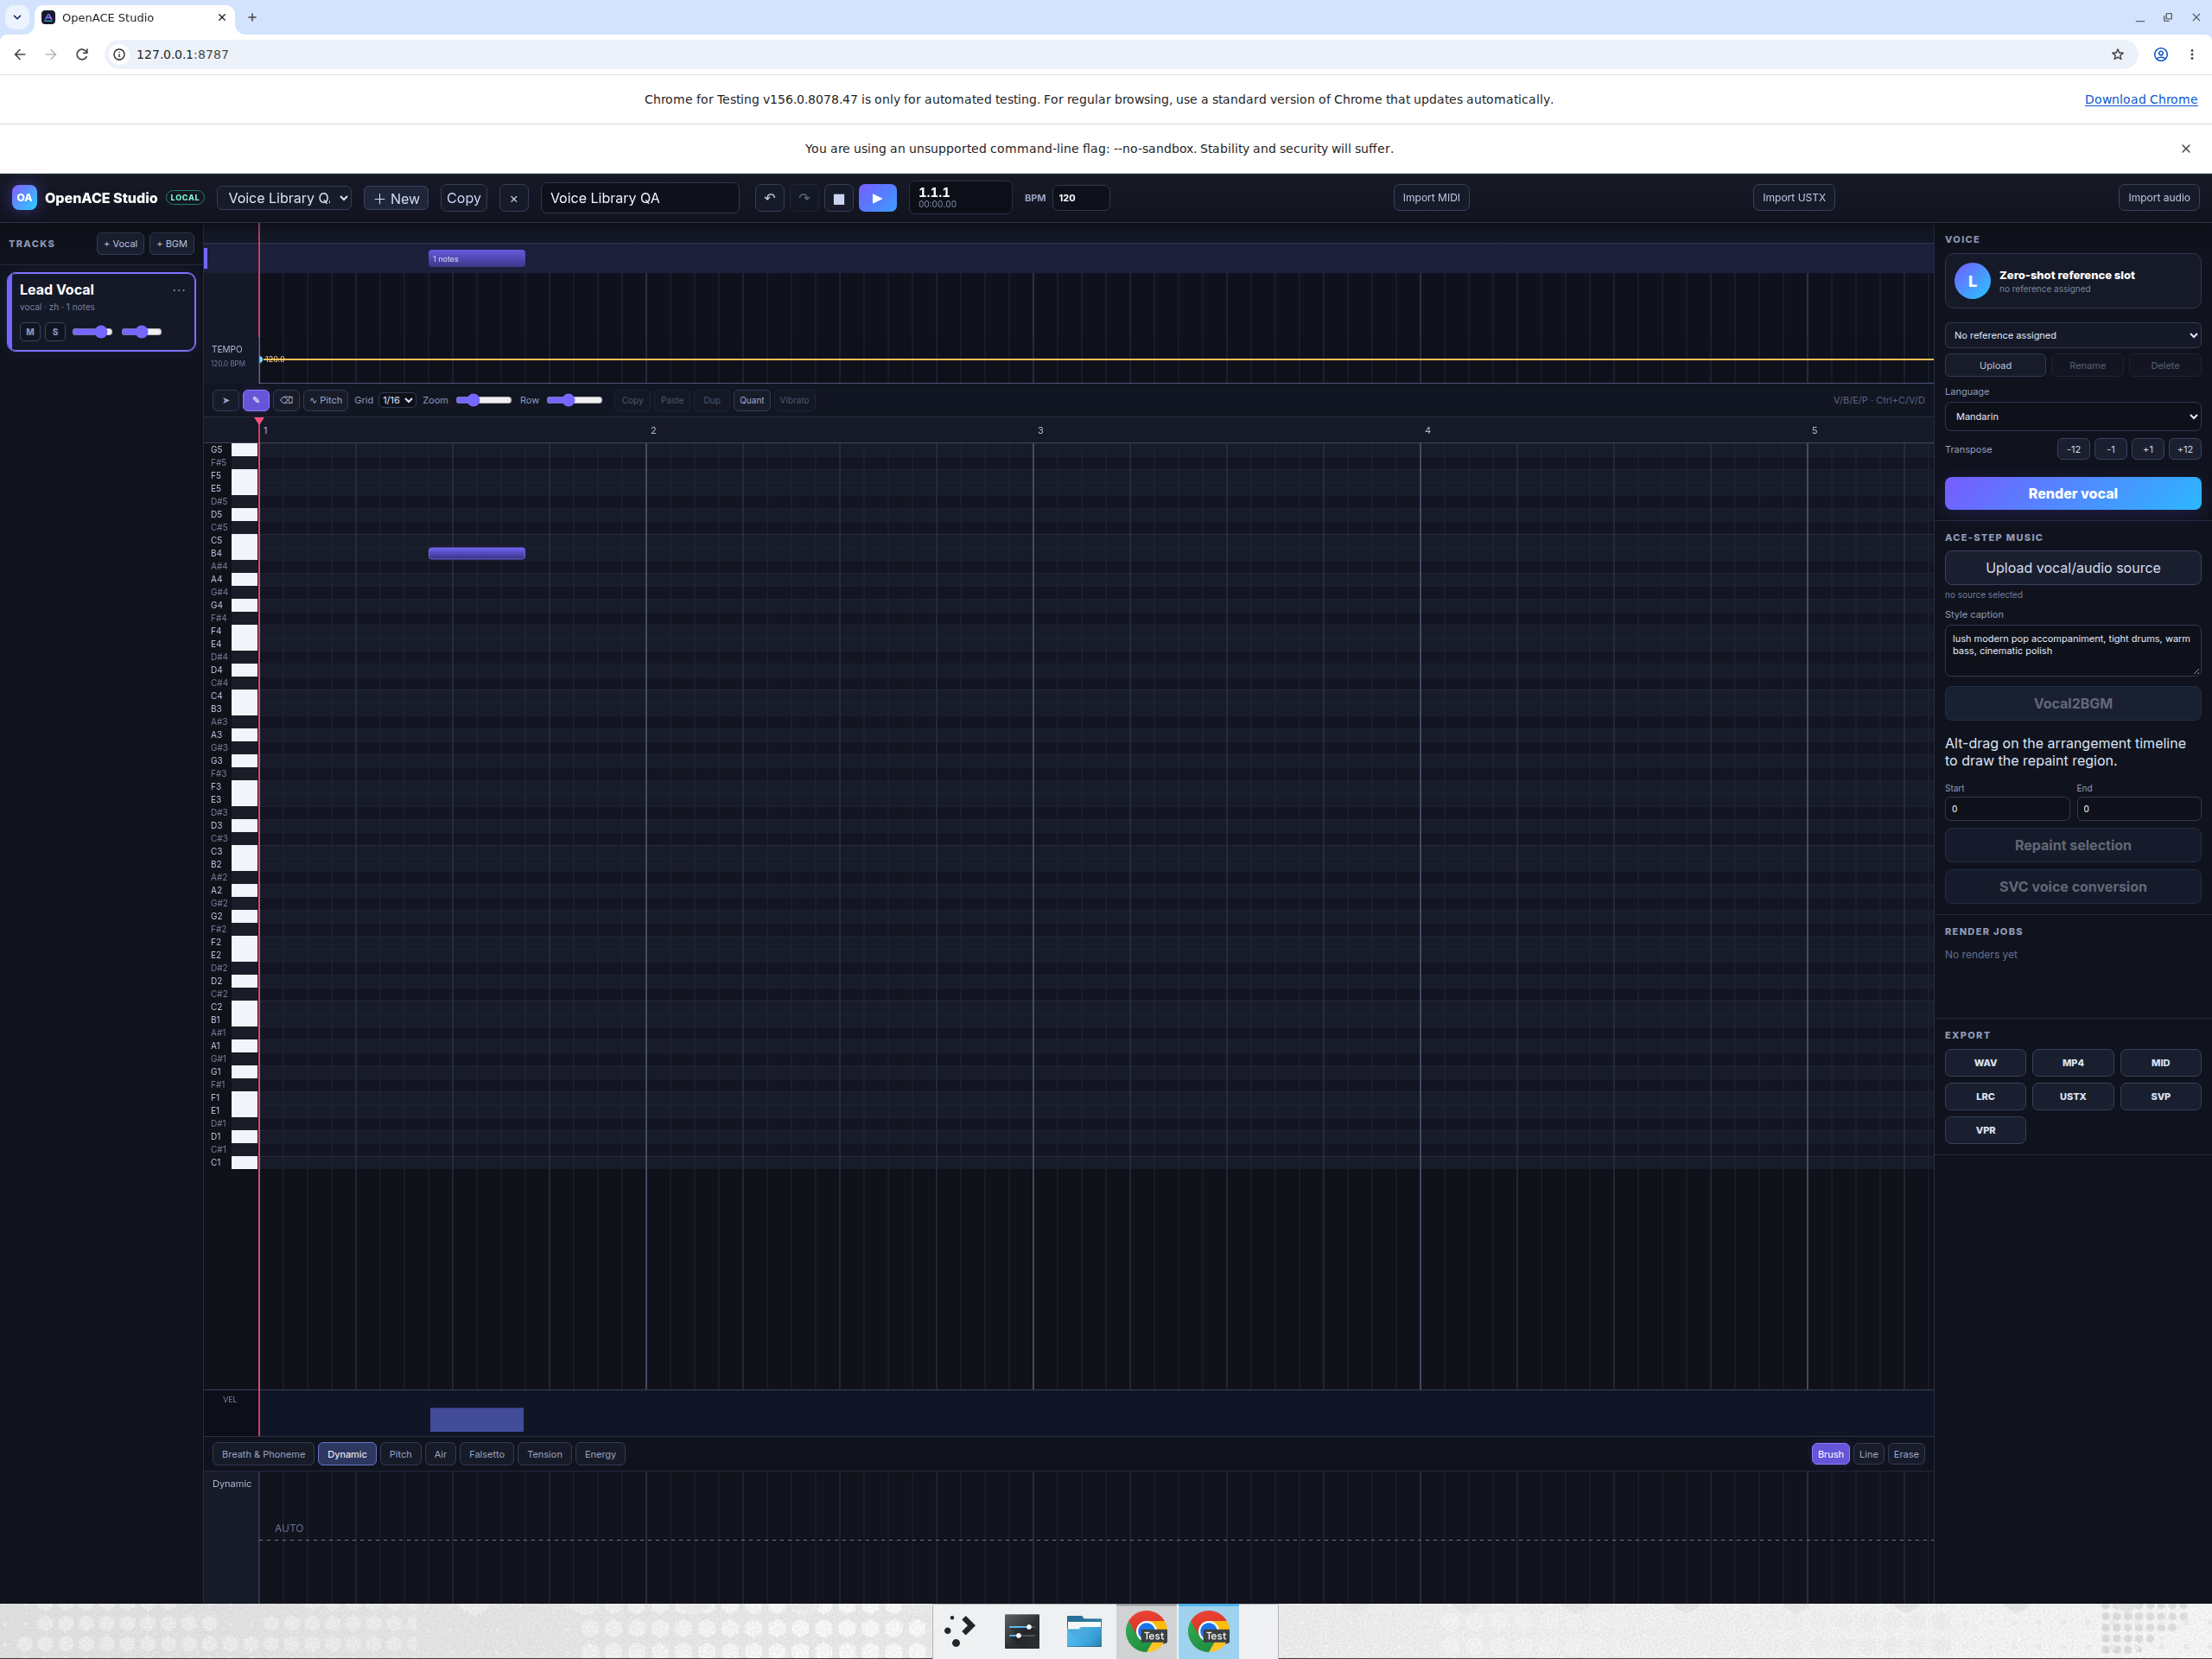 OpenACE Studio
127.0.0.1:8787
Chrome for Testing v156.0.8078.47 is only for automated testing. For regular browsing, use a standard version of Chrome that updates automatically.
Download Chrome
You are using an unsupported command-line flag: --no-sandbox. Stability and security will suffer.
OA OpenACE Studio LOCAL Voice Library Q. + New Copy × Voice Library QA 1.1.1 00:00.00 BPM 120 Import MIDI Import USTX Import audio
TRACKS + Vocal + BGM
Lead Vocal ...
vocal · zh · 1 notes
M S
1 notes
TEMPO
120.0 BPM
120.0
Pitch Grid 1/16 Zoom Row Copy Paste Dup Quant Vibrato V/B/E/P · Ctrl+C/V/D
1 2 3 4 5
G5
F#5
F5
E5
D#5
D5
C#5
C5
B4
A#4
A4
G#4
G4
F#4
F4
E4
D#4
D4
C#4
C4
B3
A#3
A3
G#3
G3
F#3
F3
E3
D#3
D3
C#3
C3
B2
A#2
A2
G#2
G2
F#2
F2
E2
D#2
D2
C#2
C2
B1
A#1
A1
G#1
G1
F#1
F1
E1
D#1
D1
C#1
C1
VEL
Breath & Phoneme Dynamic Pitch Air Falsetto Tension Energy Brush Line Erase
Dynamic
AUTO
VOICE
L
Zero-shot reference slot
no reference assigned
No reference assigned
Upload Rename Delete
Language
Mandarin
Transpose -12 -1 +1 +12
Render vocal
ACE-STEP MUSIC
Upload vocal/audio source
no source selected
Style caption
lush modern pop accompaniment, tight drums, warm
bass, cinematic polish
Vocal2BGM
Alt-drag on the arrangement timeline
to draw the repaint region.
Start End
0 0
Repaint selection
SVC voice conversion
RENDER JOBS
No renders yet
EXPORT
WAV MP4 MID
LRC USTX SVP
VPR
Test Test